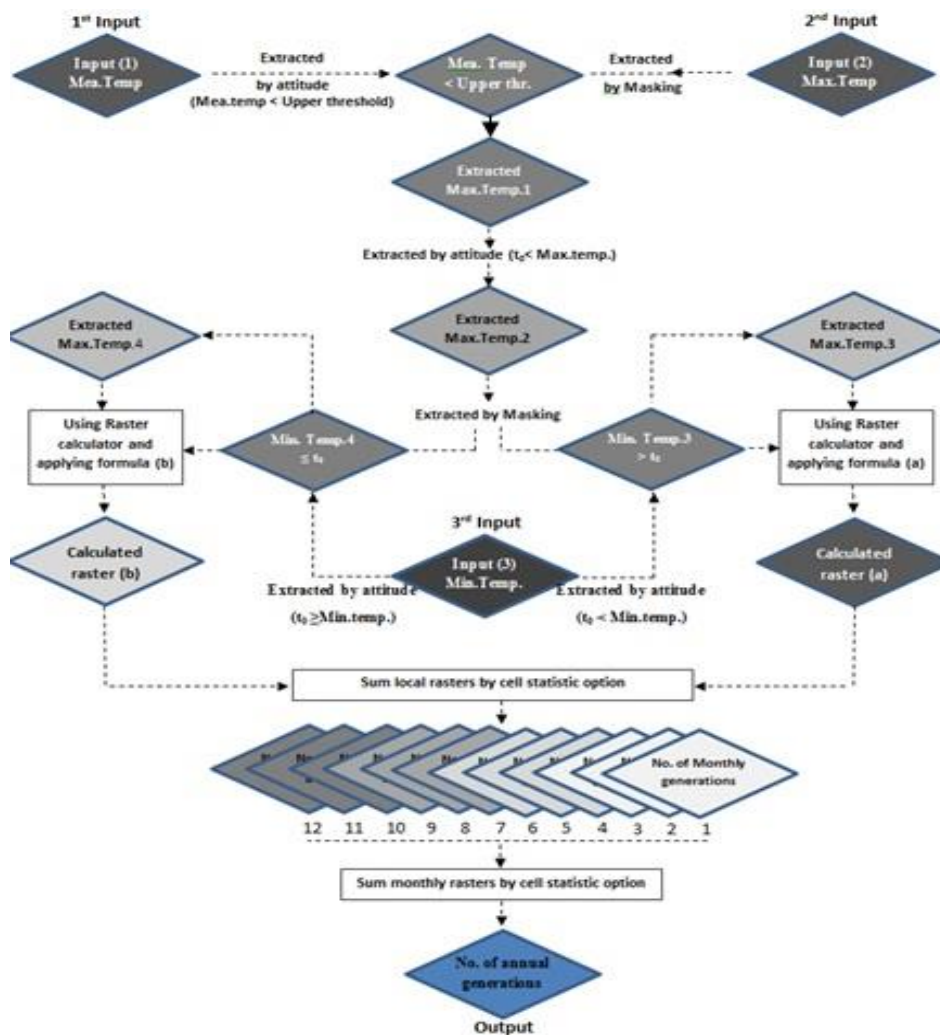 1st Input
2nd Input
Input (1)
Mea.Temp
Extracted
by attitude
(Mea.temp < Upper threshold)
Mea. Temp
< Upper thr.
Extracted
by Masking
Input (2)
Max.Temp
Extracted
Max.Temp.1
Extracted by attitude (t₀< Max.temp.)
Extracted
Max.Temp.4
Extracted
Max.Temp.2
Extracted
Max.Temp.3
Extracted by Masking
Using Raster
calculator and
applying formula (b)
Min. Temp.4
≤ t₀
Min. Temp.3
> t₀
Using Raster
calculator and
applying formula (a)
3rd Input
Calculated
raster (b)
Input (3)
Min.Temp.
Calculated
raster (a)
Extracted by attitude
(t₀ ≥Min.temp.)
Extracted by attitude
(t₀ < Min.temp.)
Sum local rasters by cell statistic option
No. of Monthly
generations
12 11 10 9 8 7 6 5 4 3 2 1
Sum monthly rasters by cell statistic option
No. of annual
generations
Output